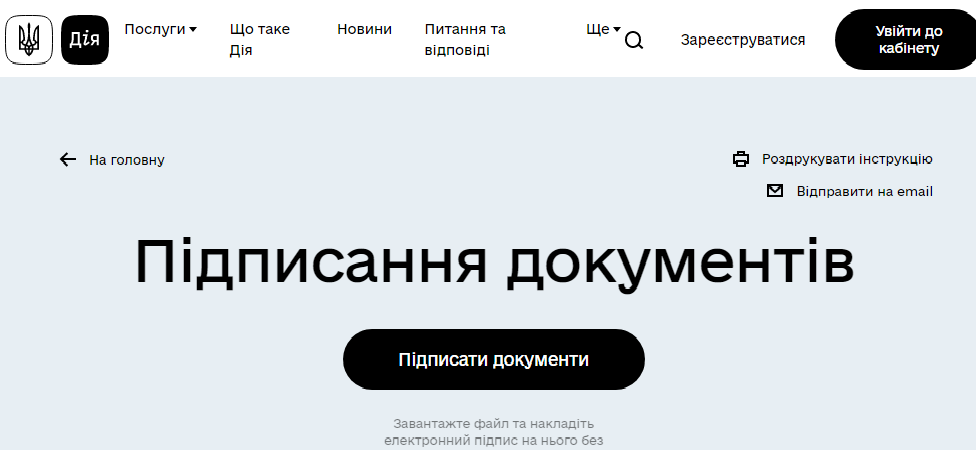 Дія
Послуги
Що таке
Дія
Новини
Питання та
відповіді
Ще
Зареєструватися
Увійти до
кабінету
На головну
Роздрукувати інструкцію
Відправити на email
Підписання документів
Підписати документи
Завантажте файл та накладіть
електронний підпис на нього без